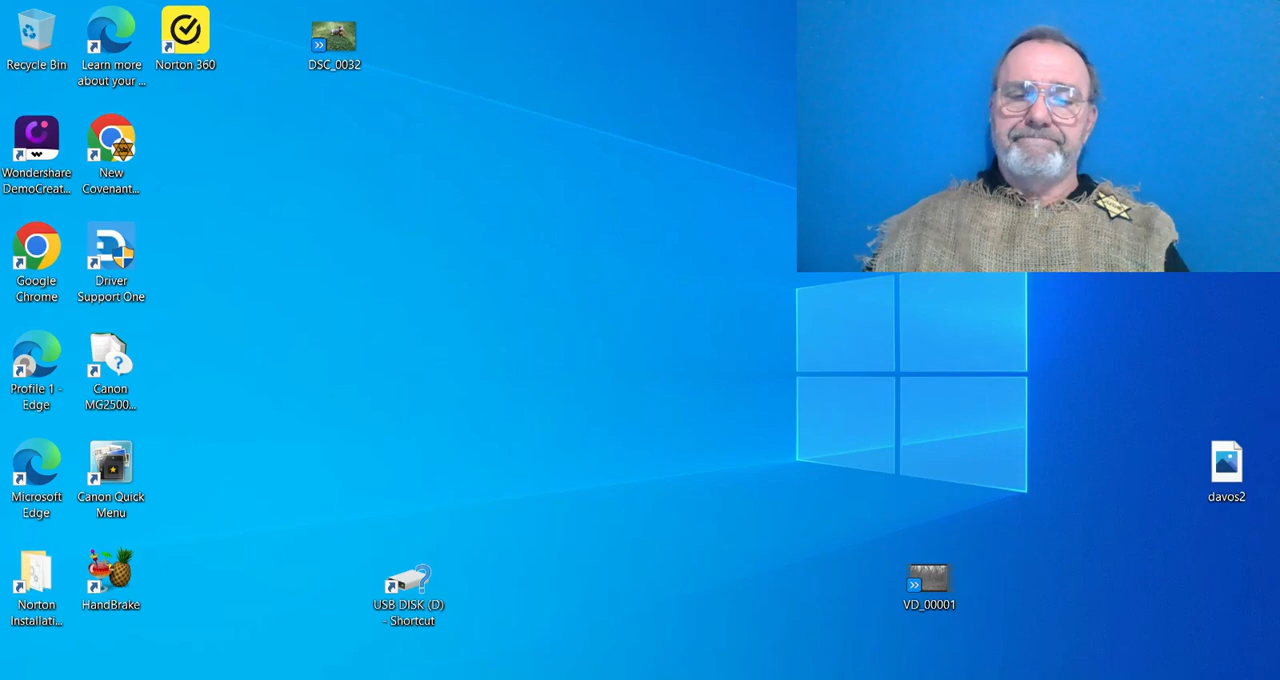 Recycle Bin
Learn more
about your ...
Norton 360
DSC_0032
Wondershare
DemoCreat...
New
Covenant...
Google
Chrome
Driver
Support One
Profile 1 -
Edge
Canon
MG2500...
Microsoft
Edge
Canon Quick
Menu
davos2
Norton
Installati...
HandBrake
USB DISK (D)
- Shortcut
VD_00001